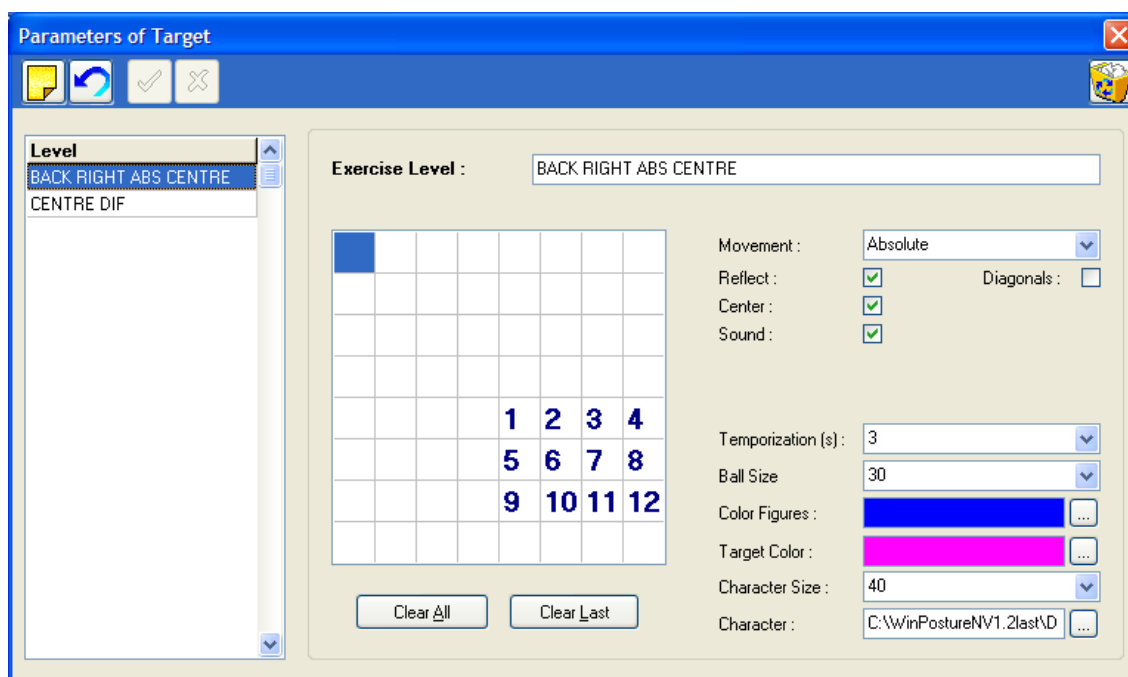 Parameters of Target
Level
BACK RIGHT ABS CENTRE
CENTRE DIF
Exercise Level : BACK RIGHT ABS CENTRE
1 2 3 4
5 6 7 8
9 10 11 12
Clear All Clear Last
Movement : Absolute
Reflect : Diagonals :
Center :
Sound :
Temporization (s) : 3
Ball Size 30
Color Figures : ...
Target Color : ...
Character Size : 40
Character : C:\WinPostureNV1.2last\D ...